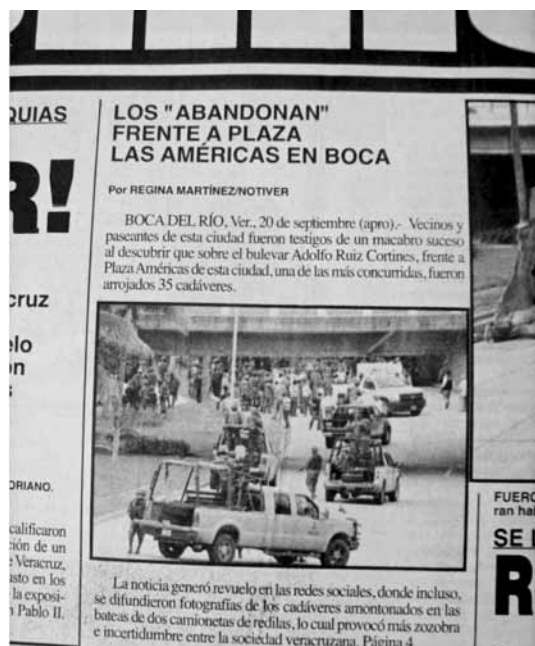 QUIAS
R!
cruz
elo
ón
ORIANO.
calificaron
ción de un
Veracruz,
sto en los
la exposi-
n Pablo II.
LOS "ABANDONAN"
FRENTE A PLAZA
LAS AMÉRICAS EN BOCA
Por REGINA MARTÍNEZ/NOTIVER
BOCA DEL RÍO, Ver., 20 de septiembre (apro).- Vecinos y
paseantes de esta ciudad fueron testigos de un macabro suceso
al descubrir que sobre el bulevar Adolfo Ruiz Cortines, frente a
Plaza Américas de esta ciudad, una de las más concurridas, fueron
arrojados 35 cadáveres.
La noticia generó revuelo en las redes sociales, donde incluso,
se difundieron fotografías de los cadáveres amontonados en las
bateas de dos camionetas de redilas, lo cual provocó más zozobra
e incertidumbre entre la sociedad veracruzana. Página 4
FUERO
ran hal
SE
R